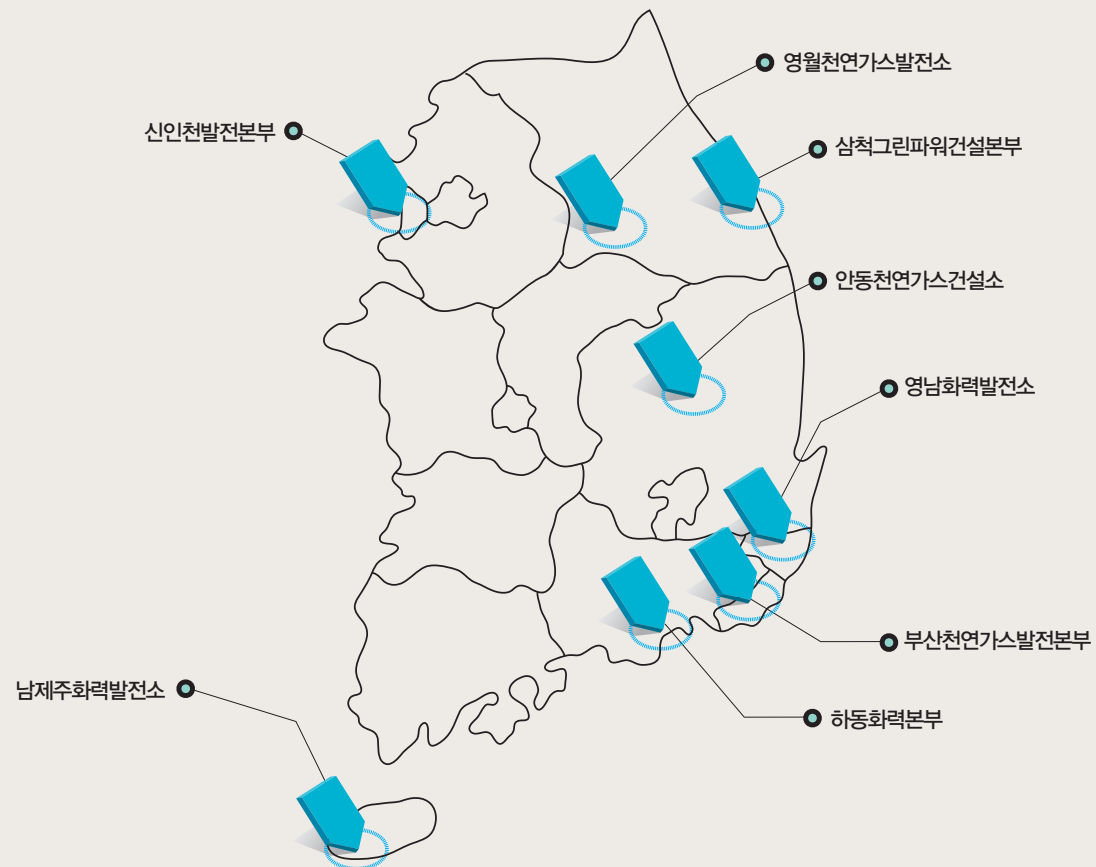 영월천연가스발전소
신인천발전본부
삼척그린파워건설본부
안동천연가스건설소
영남화력발전소
부산천연가스발전본부
남제주화력발전소
하동화력본부